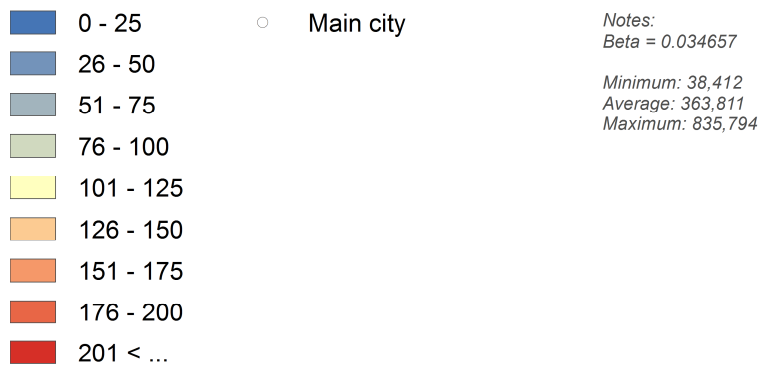 0 - 25
26 - 50
51 - 75
76 - 100
101 - 125
126 - 150
151 - 175
176 - 200
201 < ...
Main city
Notes:
Beta = 0.034657
Minimum: 38,412
Average: 363,811
Maximum: 835,794